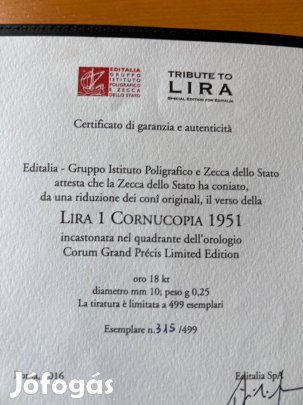 EDITALIA
GRUPPO
ISTITUTO
POLIGRAFICO
E ZECCA
DELLO STATO
TRIBUTE TO
LIRA
SPECIAL EDITION FOR EDITALIA
Certificato di garanzia e autenticità
Editalia - Gruppo Istituto Poligrafico e Zecca dello Stato
attesta che la Zecca dello Stato ha coniato,
da una riduzione dei coni originali, il verso della
LIRA 1 CORNUCOPIA 1951
incastonata nel quadrante dell'orologio
Corum Grand Précis Limited Edition
oro 18 kt
diametro mm 10; peso g 0,25
La tiratura è limitata a 499 esemplari
Esemplare n. 315 /499
2016
Editalia SpA
Jófogás